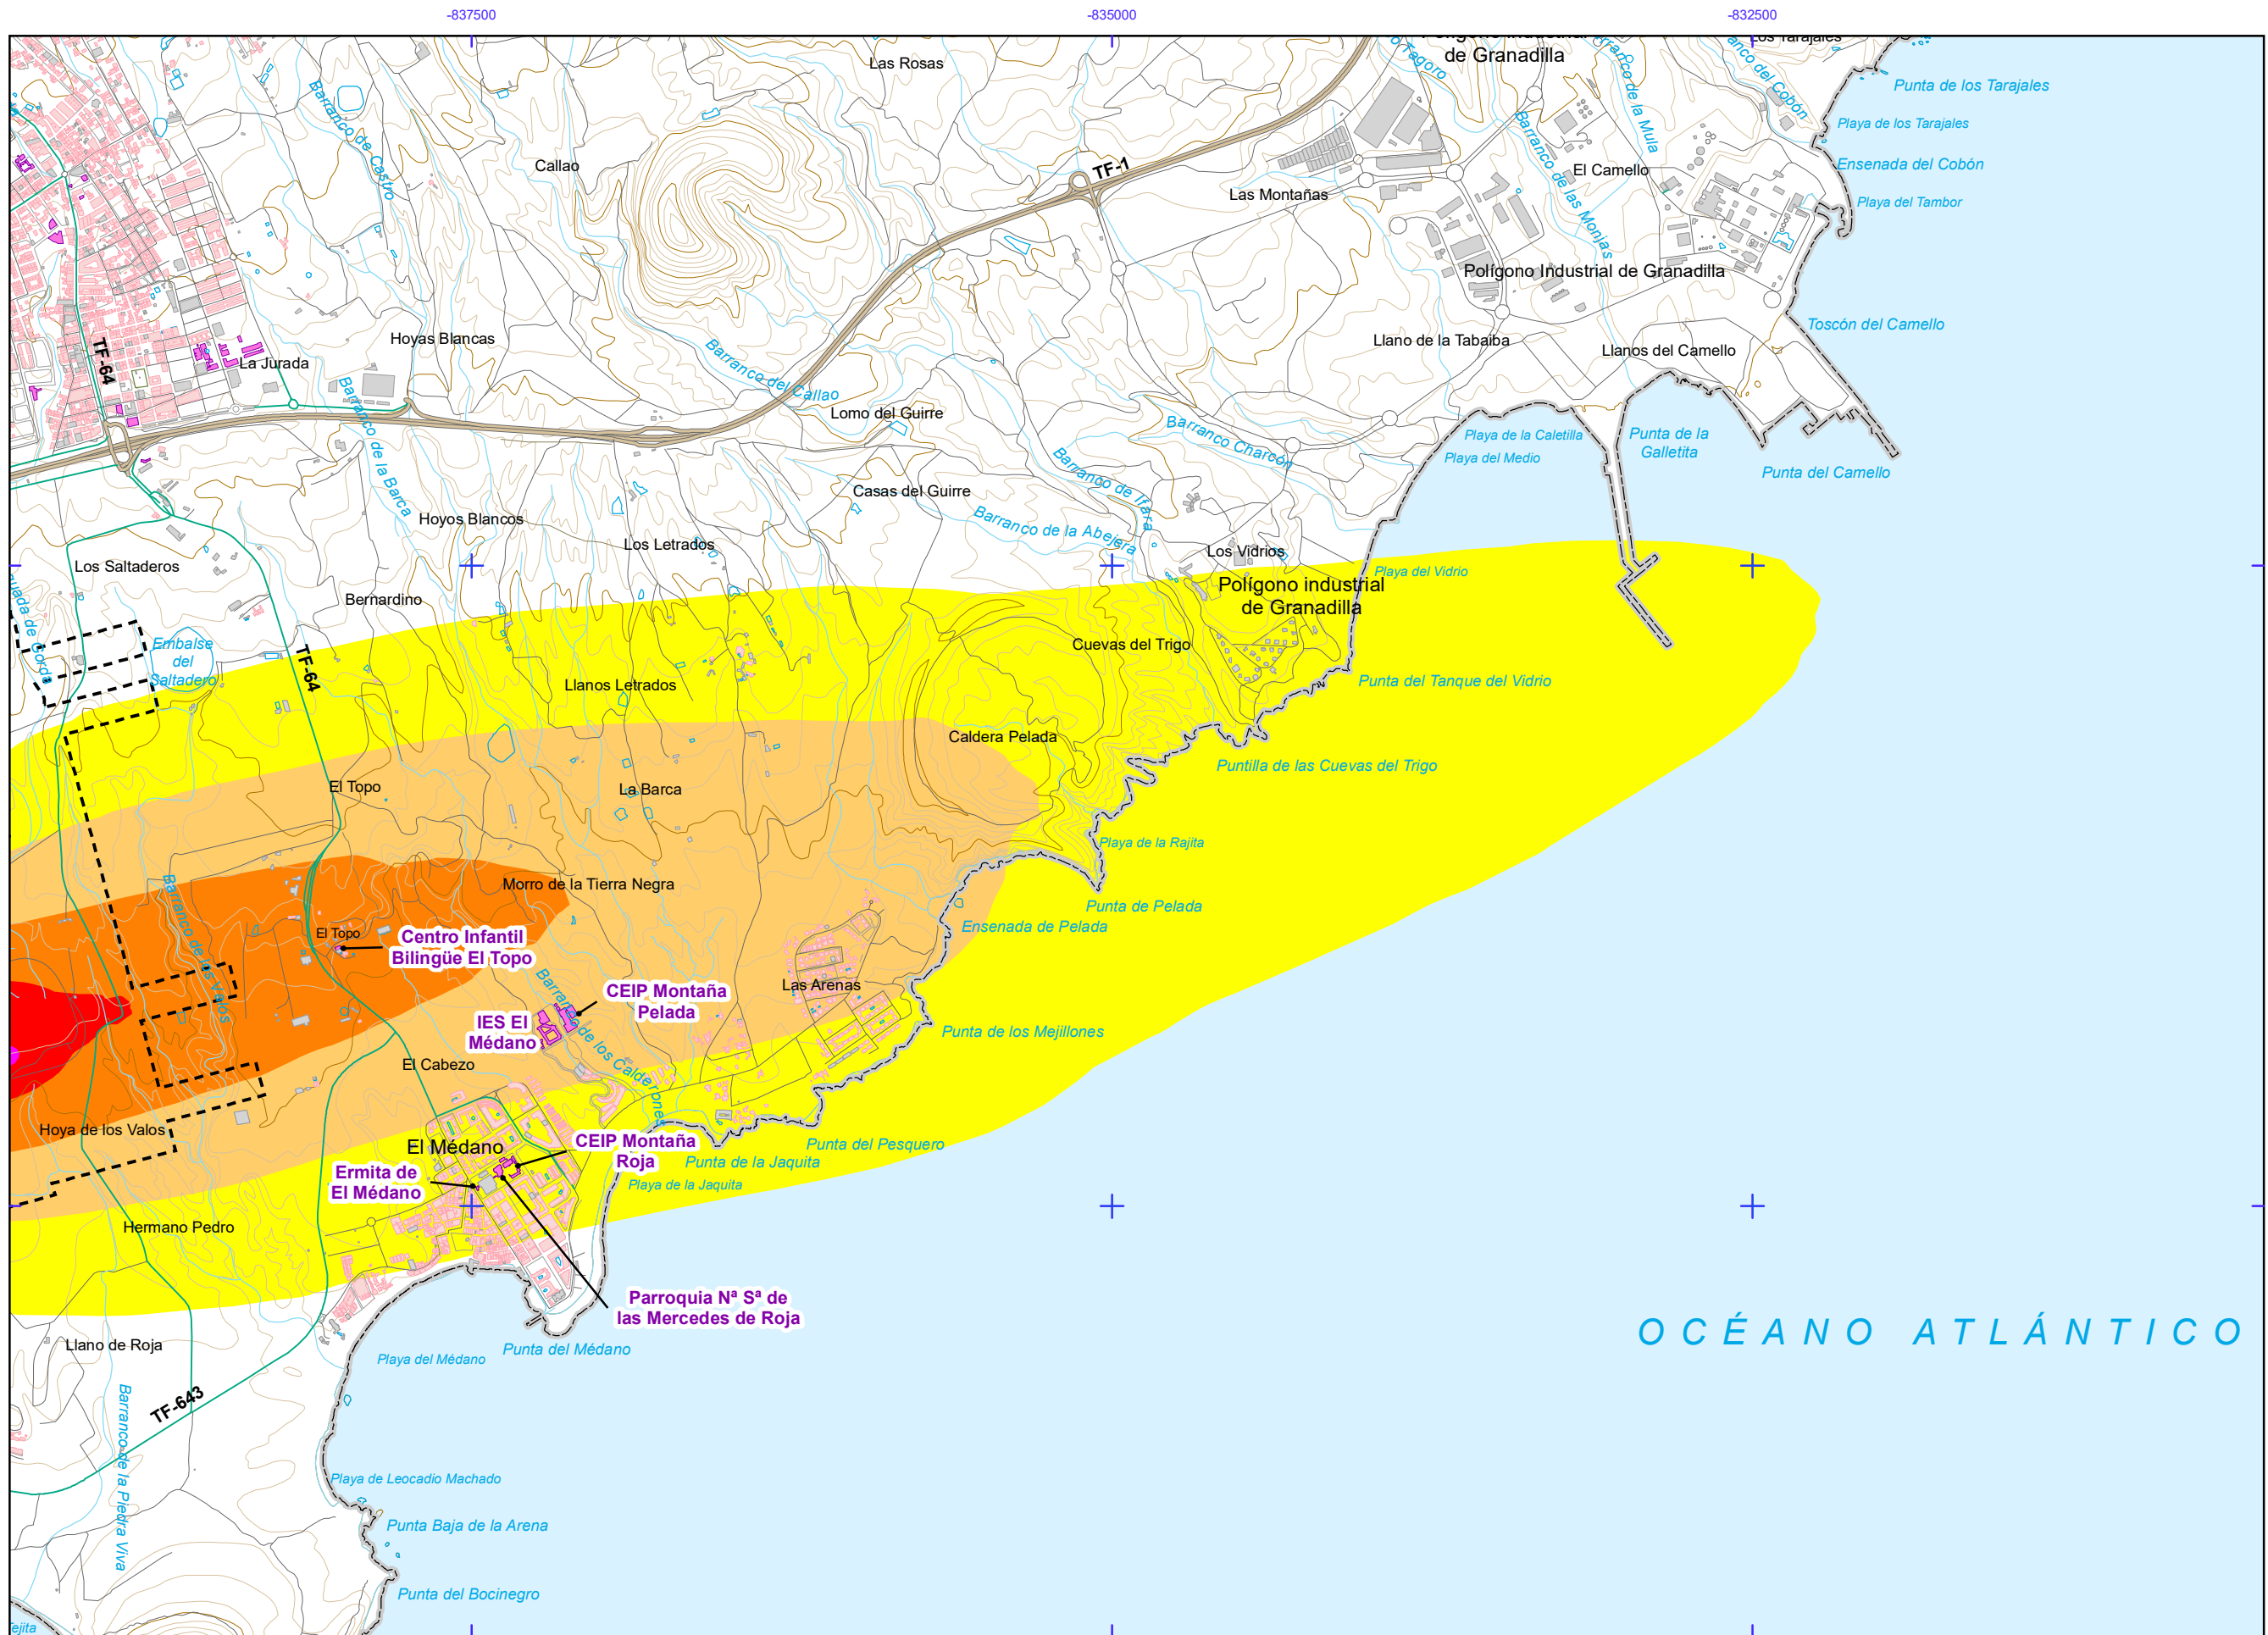 -837500
-835000
-832500
de Granadilla
Los Tarajales
Las Rosas
Punta de los Tarajales
Playa de los Tarajales
Barranco de la Mula
Barranco de Castro
Callao
TF-1
El Camello
Ensenada del Cobón
Las Montañas
Barranco de las Monjas
Playa del Tambor
Polígono Industrial de Granadilla
Toscón del Camello
Hoyas Blancas
Llano de la Tabaiba
Llanos del Camello
TF-64
La Jurada
Barranco del Callao
Lomo del Guirre
Barranco de la Barca
Barranco Charcón
Playa de la Caletilla
Punta de la
Galletita
Playa del Medio
Punta del Camello
Casas del Guirre
Barranco de Ifara
Hoyos Blancos
Barranco de la Abejera
Los Letrados
Los Vidrios
Los Saltaderos
Playa del Vidrio
Polígono industrial
de Granadilla
Bernardino
Embalse
del
Saltadero
TF-64
Cuevas del Trigo
Llanos Letrados
Punta del Tanque del Vidrio
Caldera Pelada
Puntilla de las Cuevas del Trigo
El Topo
La Barca
Playa de la Rajita
Morro de la Tierra Negra
Barranco de los Valos
Punta de Pelada
Ensenada de Pelada
El Topo
Centro Infantil
Bilingüe El Topo
Las Arenas
CEIP Montaña
Pelada
IES El
Médano
Barranco de los Calderones
Punta de los Mejillones
El Cabezo
Hoya de los Valos
El Médano
CEIP Montaña
Roja
Punta del Pesquero
Punta de la Jaquita
Ermita de
El Médano
Playa de la Jaquita
Hermano Pedro
Parroquia Nª Sª de
las Mercedes de Roja
OCÉANO ATLÁNTICO
Llano de Roja
Punta del Médano
Playa del Médano
TF-643
Barranco de la Piedra Viva
Playa de Leocadio Machado
Punta Baja de la Arena
Punta del Bocinegro